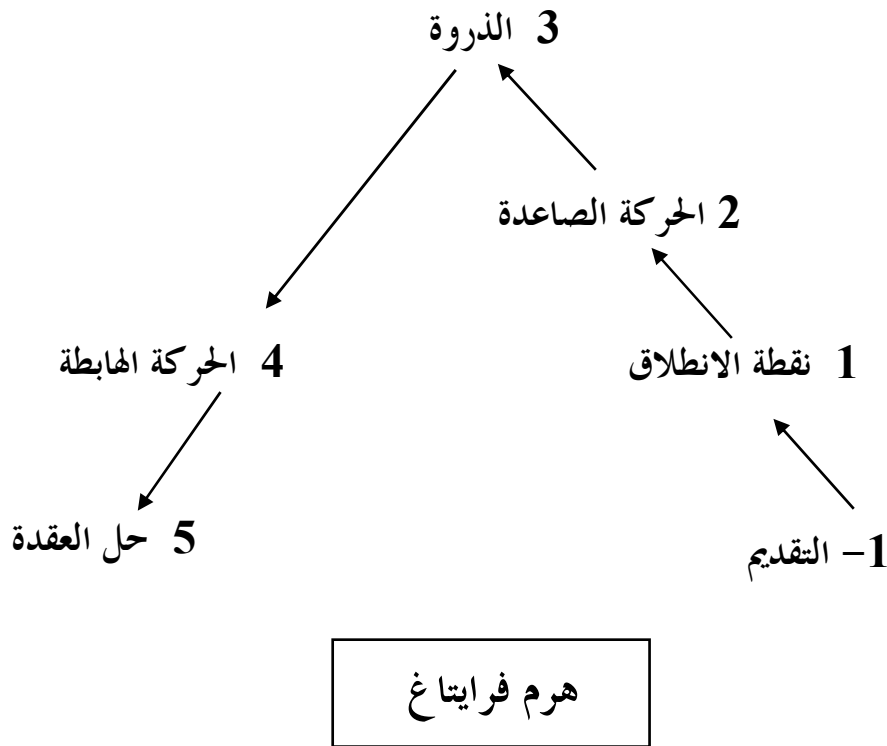 3 الذروة
2 الحركة الصاعدة
4 الحركة الهابطة
1 نقطة الانطلاق
5 حل العقدة
1– التقديم
هرم فرايتاغ